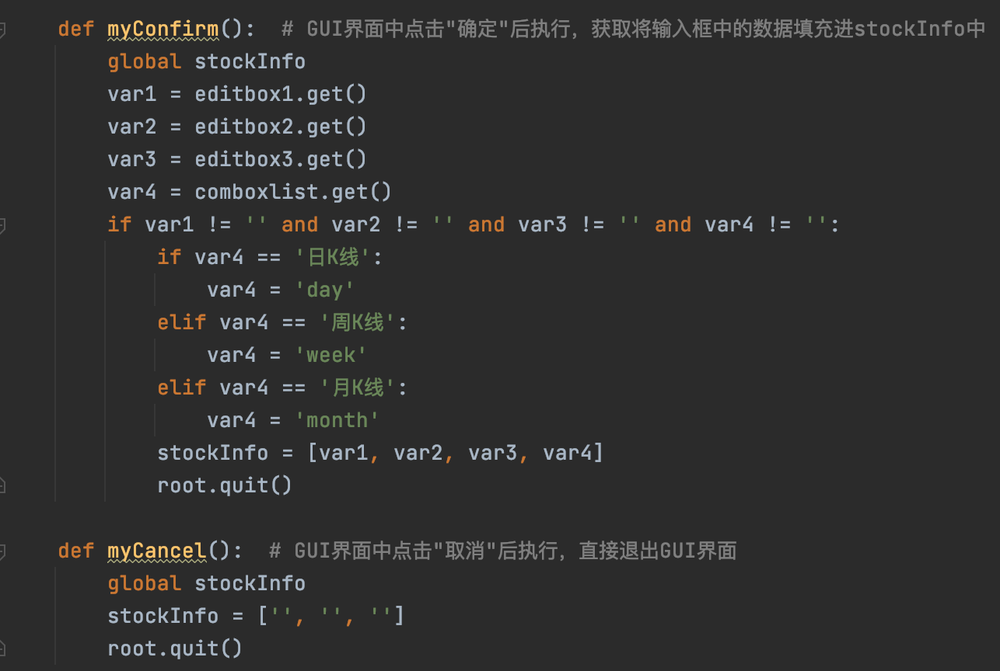 def myConfirm():  # GUI界面中点击"确定"后执行，获取将输入框中的数据填充进stockInfo中
    global stockInfo
    var1 = editbox1.get()
    var2 = editbox2.get()
    var3 = editbox3.get()
    var4 = comboxlist.get()
    if var1 != '' and var2 != '' and var3 != '' and var4 != '':
        if var4 == '日K线':
            var4 = 'day'
        elif var4 == '周K线':
            var4 = 'week'
        elif var4 == '月K线':
            var4 = 'month'
        stockInfo = [var1, var2, var3, var4]
        root.quit()
def myCancel():  # GUI界面中点击"取消"后执行，直接退出GUI界面
    global stockInfo
    stockInfo = ['', '', '']
    root.quit()